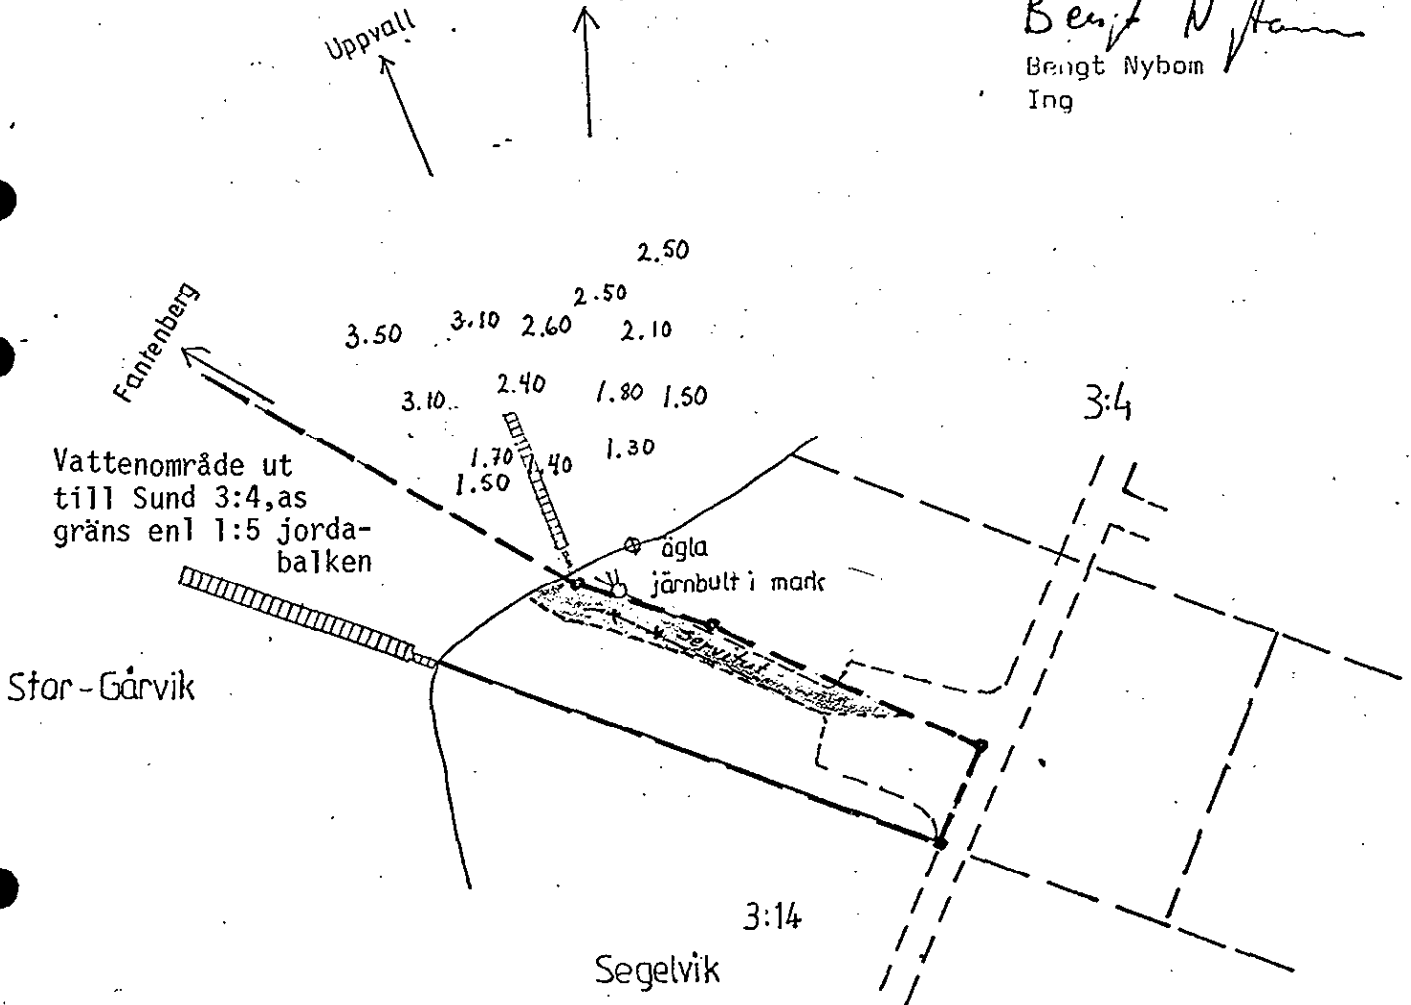 Uppvall
Bengt Nybom
Bengt Nybom
Ing
2.50
2.50
3.50 3.10 2.60 2.10
Fantenberg
3.10 2.40 1.80 1.50
3:4
1.70 1.40 1.30
1.50
Vattenområde ut
till Sund 3:4,as
gräns enl 1:5 jorda-
balken
ögla
järnbult i mark
Servitut
Stor-Gårvik
3:14
Segelvik